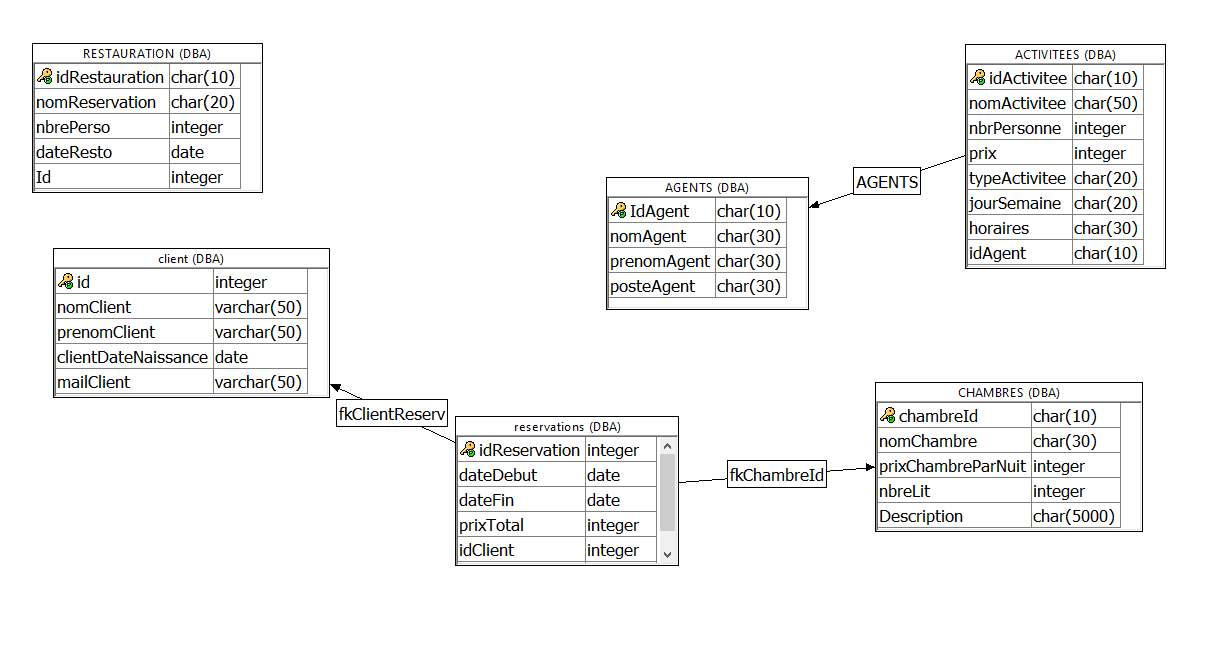 RESTAURATION (DBA)
idRestauration char(10)
nomReservation char(20)
nbrePerso integer
dateResto date
Id integer
ACTIVITEES (DBA)
idActivitee char(10)
nomActivitee char(50)
nbrPersonne integer
prix integer
typeActivitee char(20)
jourSemaine char(20)
horaires char(30)
idAgent char(10)
AGENTS
AGENTS (DBA)
IdAgent char(10)
nomAgent char(30)
prenomAgent char(30)
posteAgent char(30)
client (DBA)
id integer
nomClient varchar(50)
prenomClient varchar(50)
clientDateNaissance date
mailClient varchar(50)
fkClientReserv
reservations (DBA)
idReservation integer
dateDebut date
dateFin date
prixTotal integer
idClient integer
fkChambreId
CHAMBRES (DBA)
chambreId char(10)
nomChambre char(30)
prixChambreParNuit integer
nbreLit integer
Description char(5000)